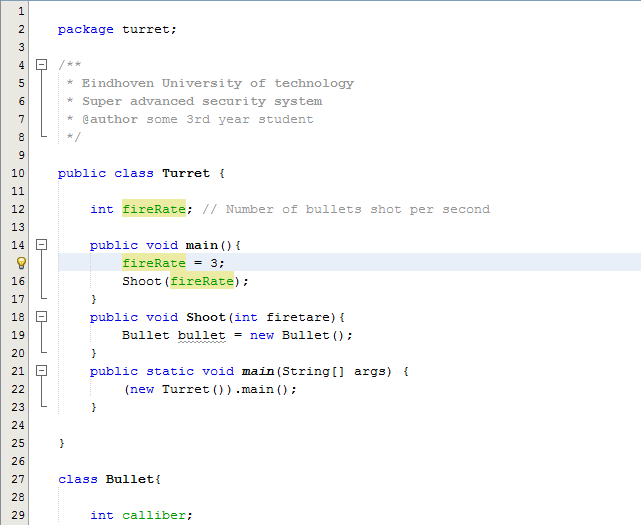 1
2 package turret;
3
4 /**
5 * Eindhoven University of technology
6 * Super advanced security system
7 * @author some 3rd year student
8 */
9
10 public class Turret {
11
12 int fireRate; // Number of bullets shot per second
13
14 public void main(){
fireRate = 3;
16 Shoot(fireRate);
17 }
18 public void Shoot(int firetare){
19 Bullet bullet = new Bullet();
20 }
21 public static void main(String[] args) {
22 (new Turret()).main();
23 }
24
25 }
26
27 class Bullet{
28
29 int calliber;